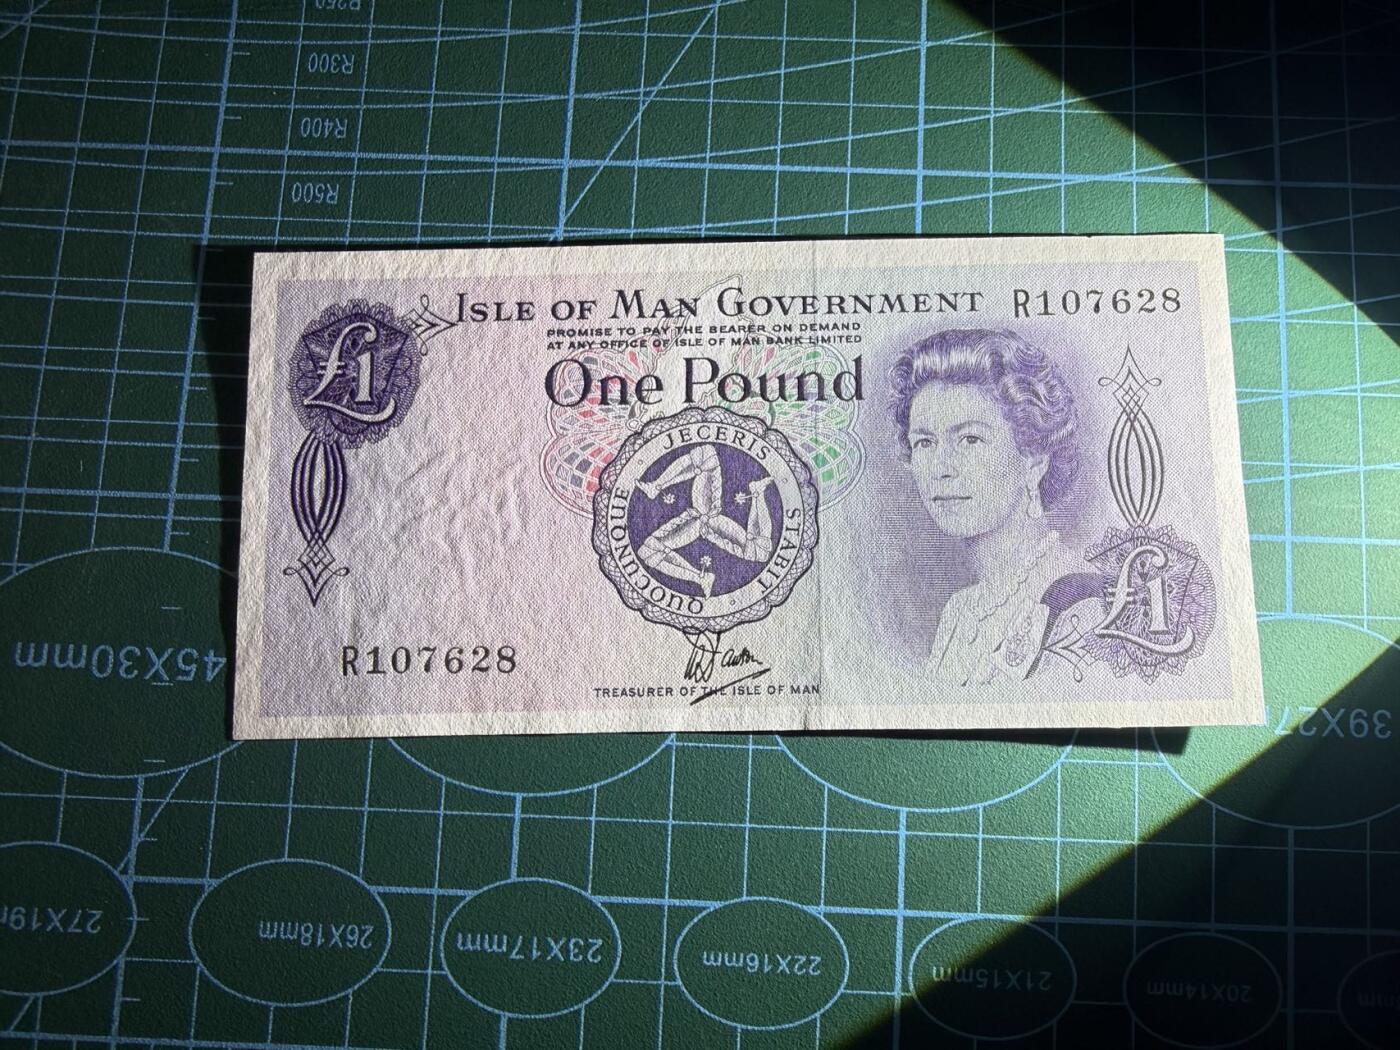 R250
R300
R400
R500
£1
ISLE OF MAN GOVERNMENT
R107628
PROMISE TO PAY THE BEARER ON DEMAND
AT ANY OFFICE OF ISLE OF MAN BANK LIMITED
One Pound
QUOCUNQUE · JECERIS · STABIT
£1
R107628
TREASURER OF THE ISLE OF MAN
45X30mm
39X27
26X18mm
23X17mm
22X16mm
21X15mm
20X14mm
27X19m